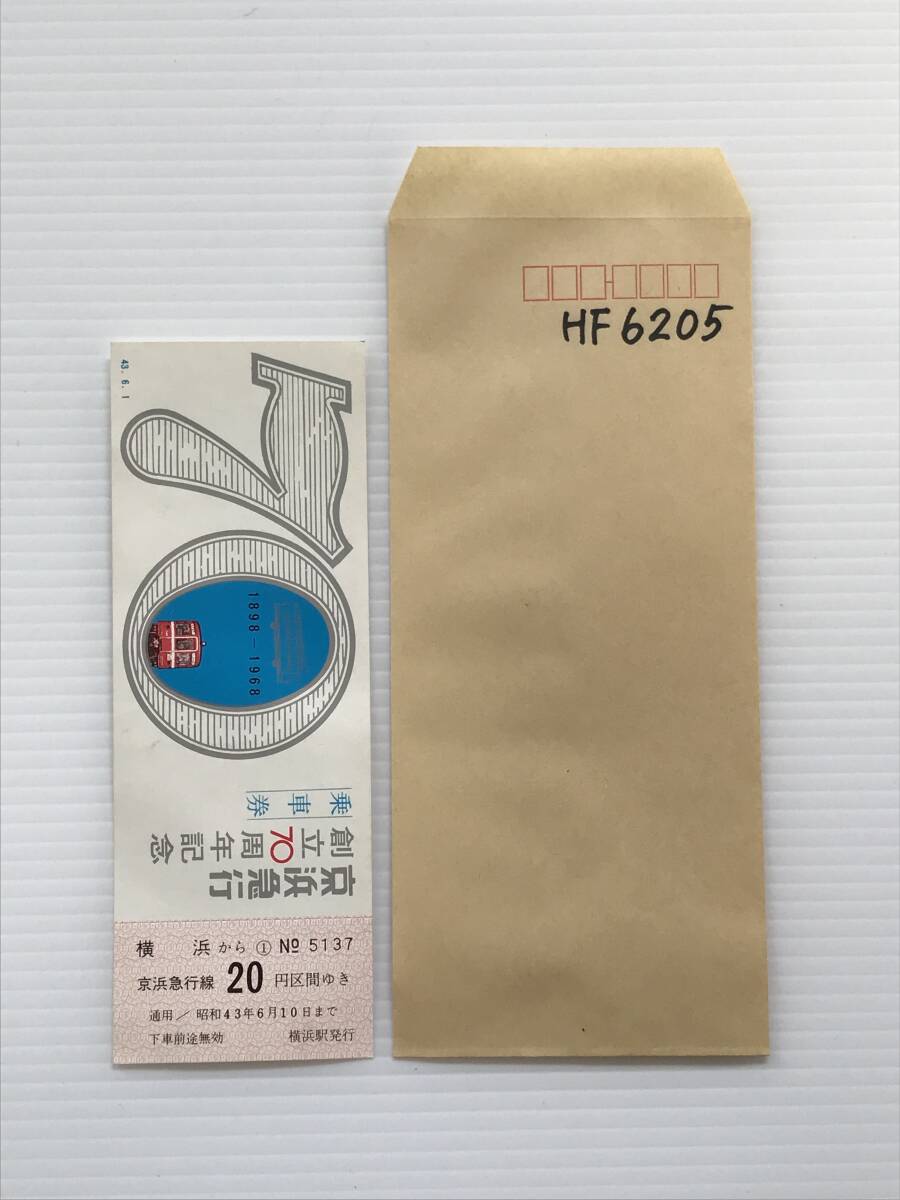 HF6205
43. 6. 1
70
1898-1968
乗車券
創立70周年記念
京浜急行
横 浜 から ① № 5137
京浜急行線 20 円区間ゆき
通用/昭和43年6月10日まで
下車前途無効 横浜駅発行